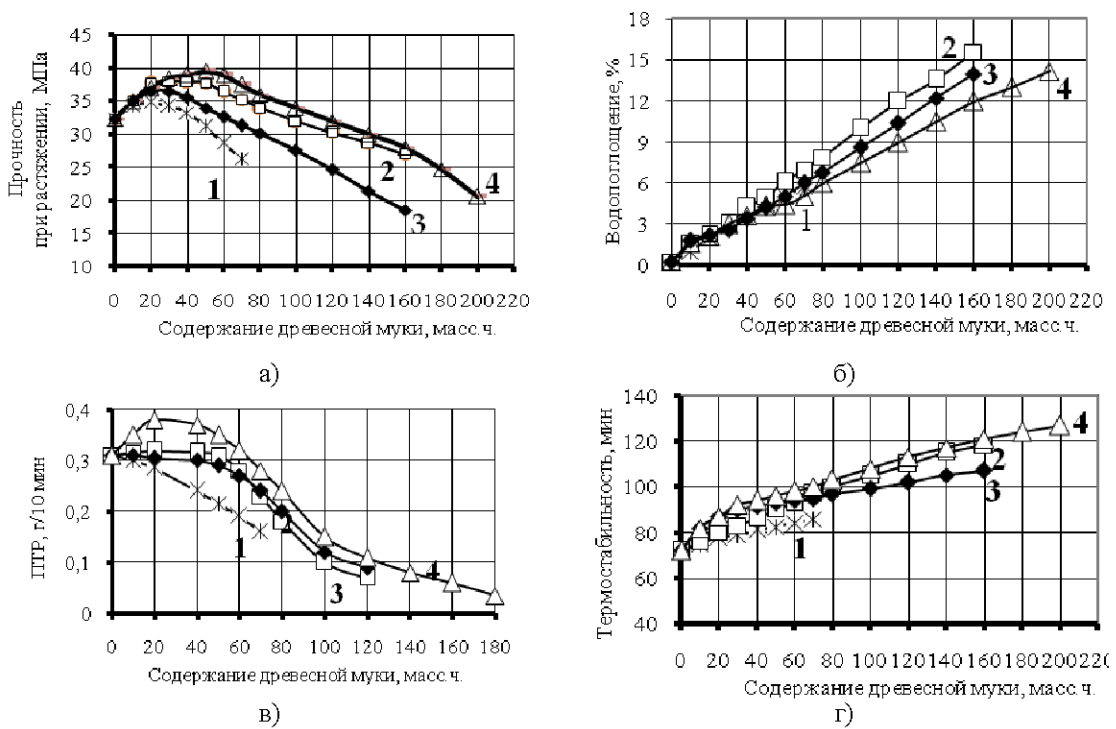 Прочность
при растяжении, МПа
45
40
35
30
25
20
15
10
1
2
3
4
0 20 40 60 80 100 120 140 160 180 200 220
Содержание древесной муки, масс.ч.
а)
Водопоглощение, %
18
15
12
9
6
3
0
2
3
4
1
0 20 40 60 80 100 120 140 160 180 200 220
Содержание древесной муки, масс.ч.
б)
ПТР, г/10 мин
0,4
0,3
0,2
0,1
0
1
2
3
4
0 20 40 60 80 100 120 140 160 180
Содержание древесной муки, масс.ч.
в)
Термостабильность, мин
140
120
100
80
60
40
4
2
3
1
0 20 40 60 80 100 120 140 160 180 200 220
Содержание древесной муки, масс.ч.
г)